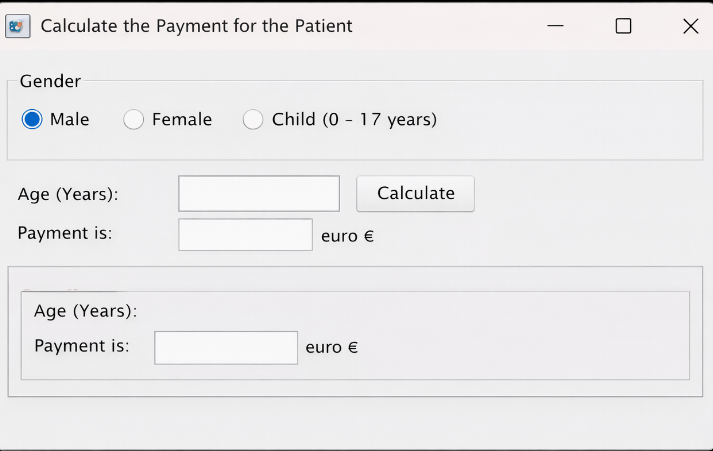 Calculate the Payment for the Patient
Gender
Male Female Child (0 – 17 years)
Age (Years): Calculate
Payment is: euro €
Age (Years):
Payment is: euro €